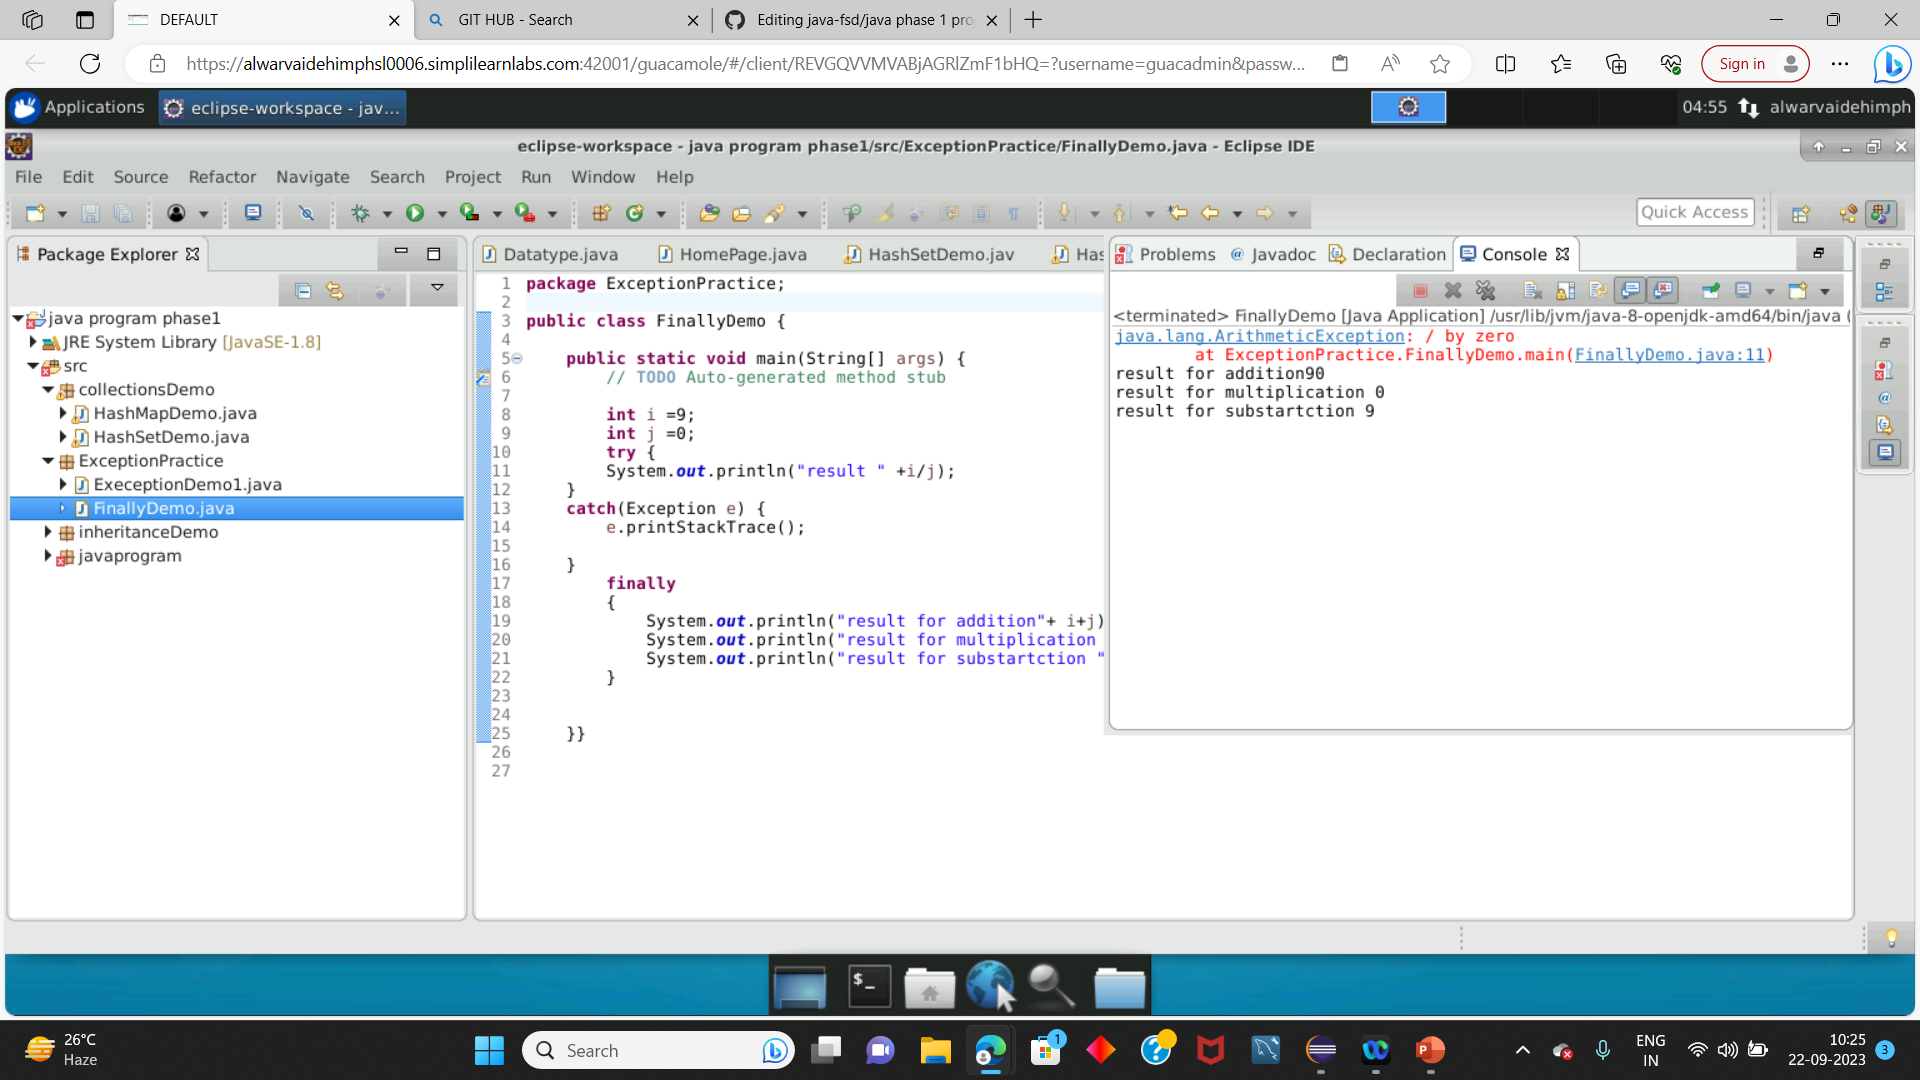 DEFAULT
GIT HUB - Search
Editing java-fsd/java phase 1 pro
https://alwarvaidehimphsl0006.simplilearnlabs.com:42001/guacamole/#/client/REVGQVVMVABjAGRlZmF1bHQ=?username=guacadmin&passw...
Sign in
Applications
eclipse-workspace - jav...
04:55
alwarvaidehimph
eclipse-workspace - java program phase1/src/ExceptionPractice/FinallyDemo.java - Eclipse IDE
File Edit Source Refactor Navigate Search Project Run Window Help
Quick Access
Package Explorer
java program phase1
JRE System Library [JavaSE-1.8]
src
collectionsDemo
HashMapDemo.java
HashSetDemo.java
ExceptionPractice
ExeceptionDemo1.java
FinallyDemo.java
inheritanceDemo
javaprogram
Datatype.java HomePage.java HashSetDemo.jav Has
1 package ExceptionPractice;
2
3 public class FinallyDemo {
4
5 public static void main(String[] args) {
6 // TODO Auto-generated method stub
7
8 int i =9;
9 int j =0;
10 try {
11 System.out.println("result " +i/j);
12 }
13 catch(Exception e) {
14 e.printStackTrace();
15
16 }
17 finally
18 {
19 System.out.println("result for addition"+ i+j)
20 System.out.println("result for multiplication
21 System.out.println("result for substartction "
22 }
23
24
25 }}
26
27
Problems @ Javadoc Declaration Console
<terminated> FinallyDemo [Java Application] /usr/lib/jvm/java-8-openjdk-amd64/bin/java (
java.lang.ArithmeticException: / by zero
at ExceptionPractice.FinallyDemo.main(FinallyDemo.java:11)
result for addition90
result for multiplication 0
result for substartction 9
26°C
Haze
Search
1
ENG
IN
10:25
22-09-2023
3